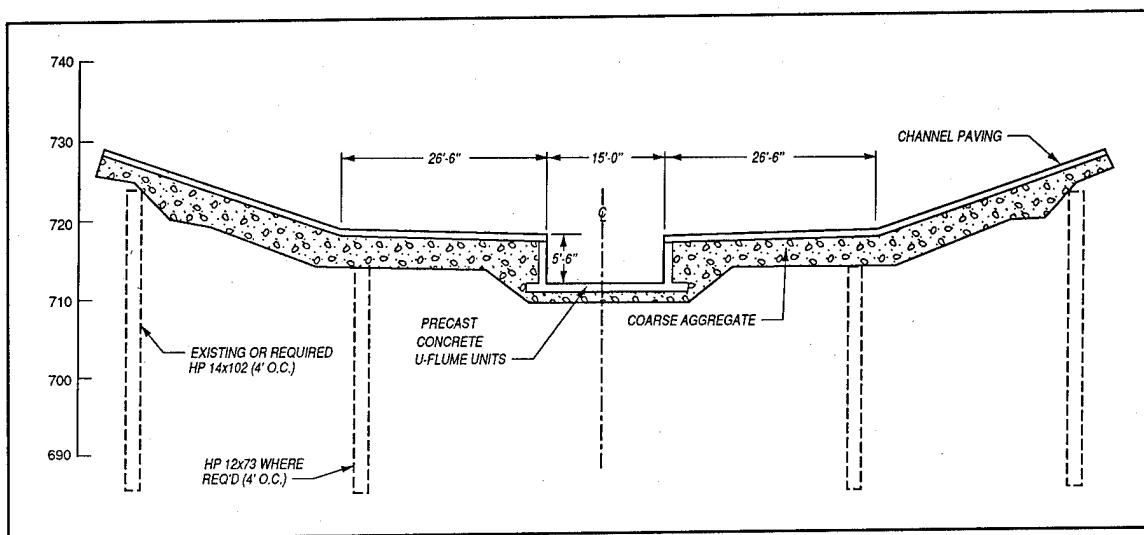 740
730
720
710
700
690
26'-6"
15'-0"
26'-6"
CHANNEL PAVING
℄
5'-6"
PRECAST
CONCRETE
U-FLUME UNITS
COARSE AGGREGATE
EXISTING OR REQUIRED
HP 14x102 (4' O.C.)
HP 12x73 WHERE
REQ'D (4' O.C.)